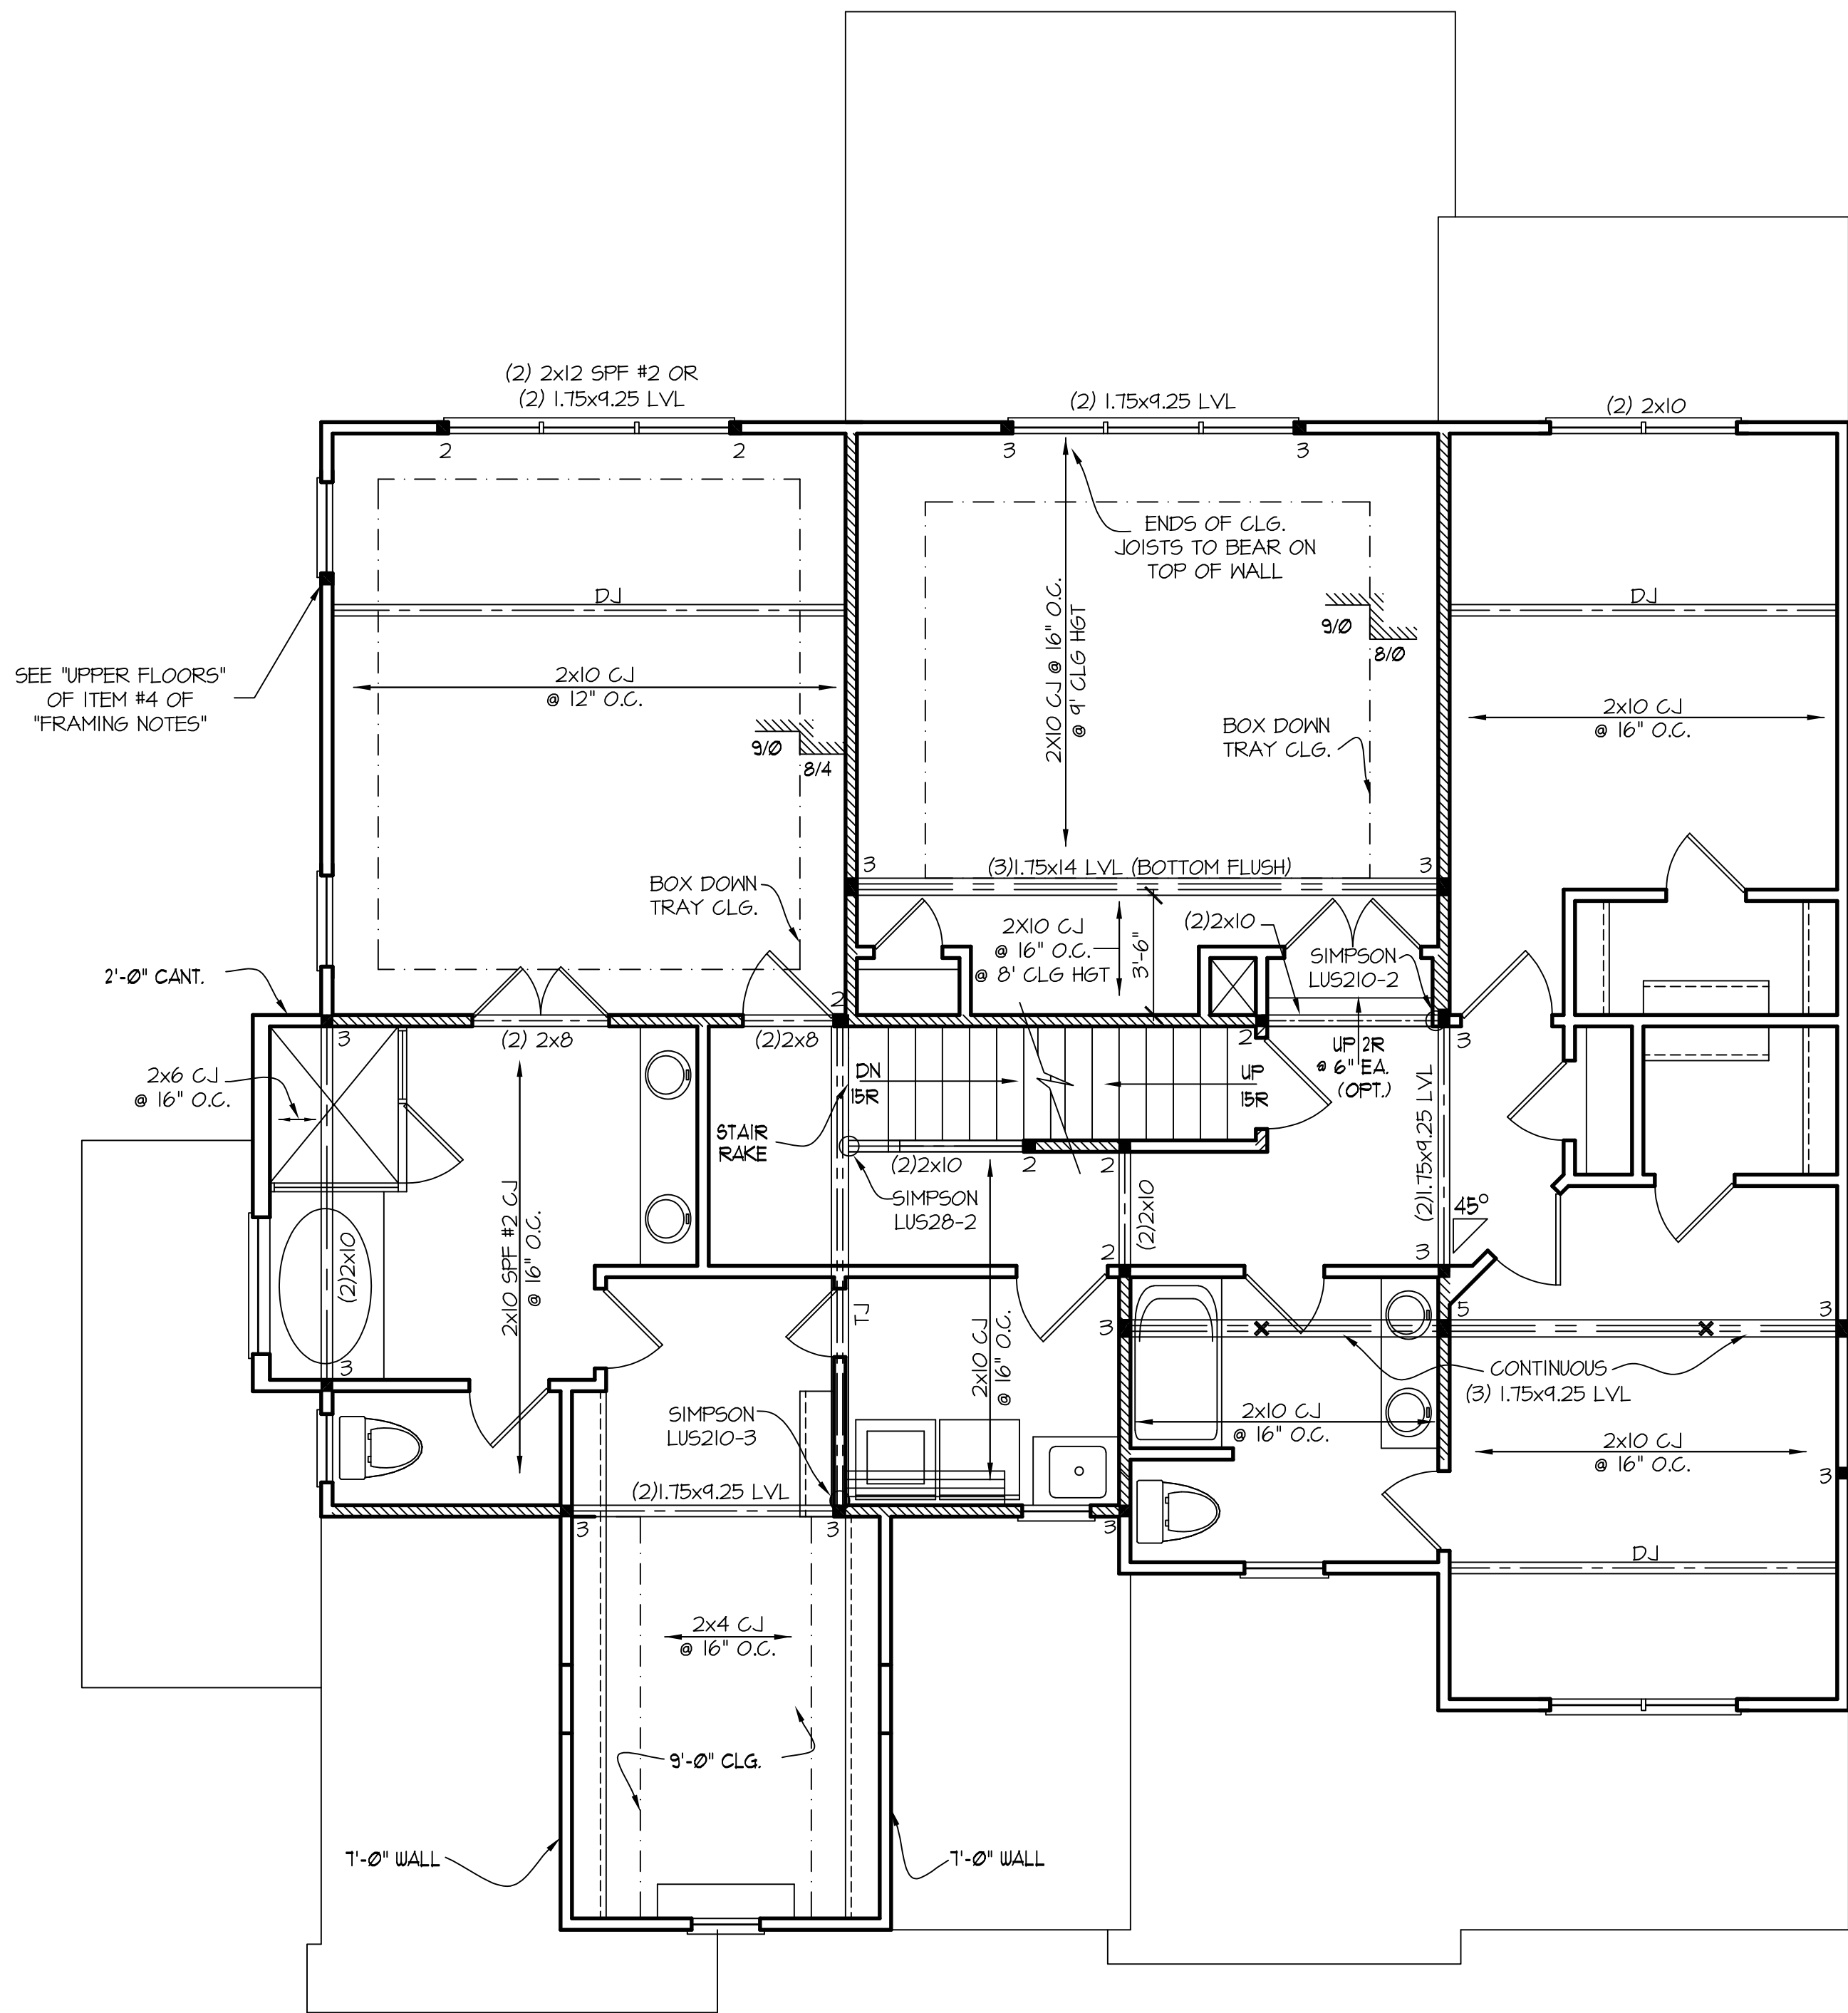 (2) 2x12 SPF #2 OR
(2) 1.75x9.25 LVL
(2) 1.75x9.25 LVL
(2) 2x10
2
2
3
3
ENDS OF CLG.
JOISTS TO BEAR ON
TOP OF WALL
DJ
DJ
2X10 CJ @ 16" O.C.
@ 9' CLG HGT
9/0
8/0
SEE "UPPER FLOORS"
OF ITEM #4 OF
"FRAMING NOTES"
2x10 CJ
@ 12" O.C.
2x10 CJ
@ 16" O.C.
9/0
8/4
BOX DOWN
TRAY CLG.
BOX DOWN
TRAY CLG.
3
(3)1.75x14 LVL (BOTTOM FLUSH)
3
2X10 CJ
@ 16" O.C.
@ 8' CLG HGT
3'-6"
(2)2x10
SIMPSON
LUS210-2
2'-0" CANT.
2
3
(2) 2x8
(2)2x8
2
3
2x6 CJ
@ 16" O.C.
DN
15R
UP
15R
UP 2R
@ 6" EA.
(OPT.)
STAIR
RAKE
(2)1.75x9.25 LVL
(2)2x10
2
2
SIMPSON
LUS28-2
(2)2x10
45°
2x10 SPF #2 CJ
@ 16" O.C.
(2)2x10
2
3
3
TJ
2x10 CJ
@ 16" O.C.
3
5
3
CONTINUOUS
(3) 1.75x9.25 LVL
SIMPSON
LUS210-3
2x10 CJ
@ 16" O.C.
2x10 CJ
@ 16" O.C.
3
(2)1.75x9.25 LVL
3
3
3
DJ
2x4 CJ
@ 16" O.C.
9'-0" CLG.
7'-0" WALL
7'-0" WALL